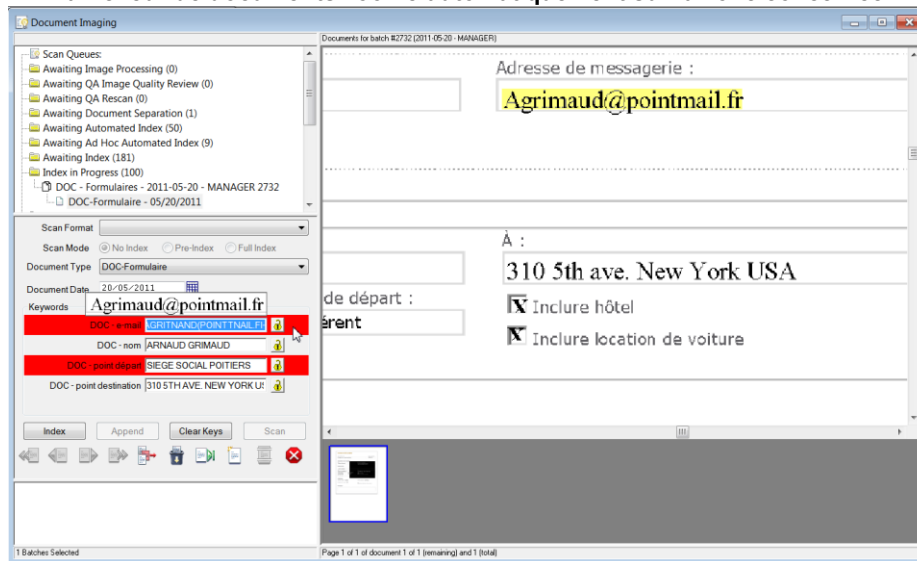 Document Imaging
Documents for batch #2732 (2011-05-20 - MANAGER)
Scan Queues:
Awaiting Image Processing (0)
Awaiting QA Image Quality Review (0)
Awaiting QA Rescan (0)
Awaiting Document Separation (1)
Awaiting Automated Index (50)
Awaiting Ad Hoc Automated Index (9)
Awaiting Index (181)
Index in Progress (100)
DOC - Formulaires - 2011-05-20 - MANAGER 2732
DOC-Formulaire - 05/20/2011
Scan Format
Scan Mode No Index Pre-Index Full Index
Document Type DOC-Formulaire
Document Date 20/05/2011
Keywords Agrimaud@pointmail.fr
DOC - e-mail AGRITNAND/POINTTNAIL.FH
DOC - nom ARNAUD GRIMAUD
DOC - point départ SIEGE SOCIAL POITIERS
DOC - point destination 310 5TH AVE. NEW YORK U
Index Append Clear Keys Scan
1 Batches Selected
Adresse de messagerie :
Agrimaud@pointmail.fr
À :
310 5th ave. New York USA
de départ :
X Inclure hôtel
érent
X Inclure location de voiture
Page 1 of 1 of document 1 of 1 (remaining) and 1 (total)